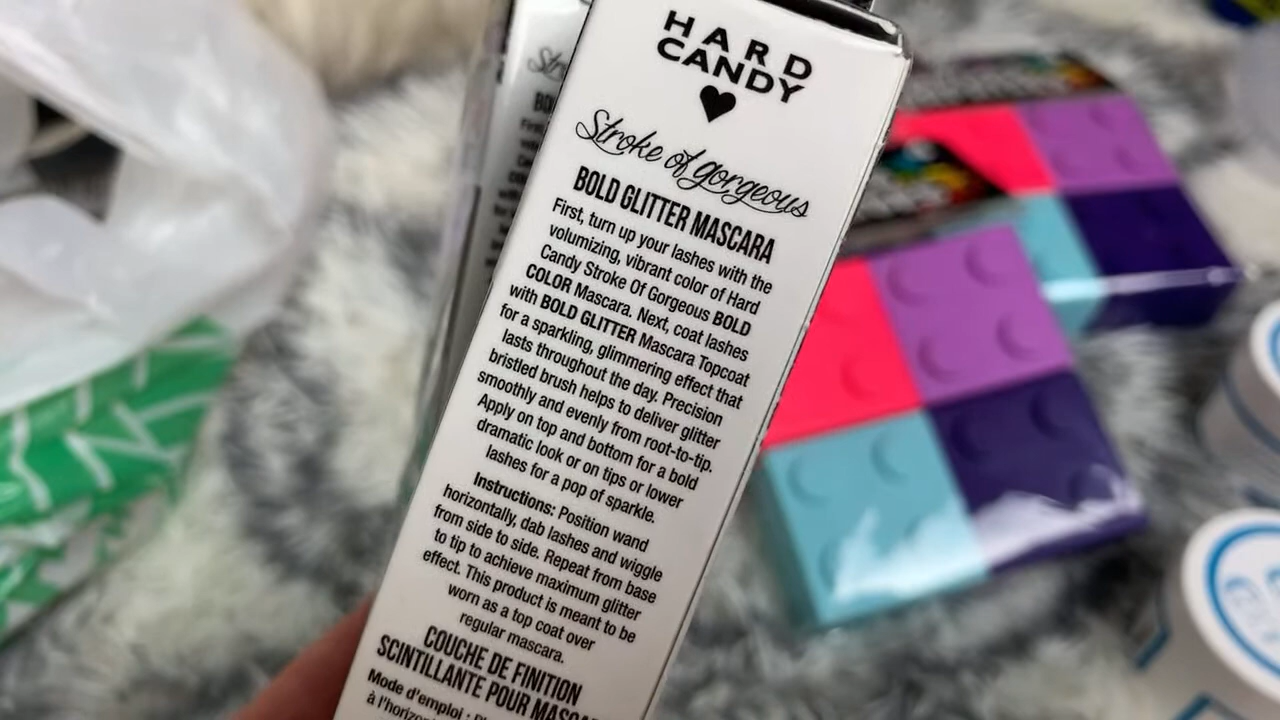 HARD
CANDY
Stroke of gorgeous
BOLD GLITTER MASCARA
First, turn up your lashes with the
volumizing, vibrant color of Hard
Candy Stroke Of Gorgeous BOLD
COLOR Mascara. Next, coat lashes
with BOLD GLITTER Mascara Topcoat
for a sparkling, glimmering effect that
lasts throughout the day. Precision
bristled brush helps to deliver glitter
smoothly and evenly from root-to-tip.
Apply on top and bottom for a bold
dramatic look or on tips or lower
lashes for a pop of sparkle.
Instructions: Position wand
horizontally, dab lashes and wiggle
from side to side. Repeat from base
to tip to achieve maximum glitter
effect. This product is meant to be
worn as a top coat over
regular mascara.
COUCHE DE FINITION
SCINTILLANTE POUR MASCA
Mode d'emploi :
à l'horizon